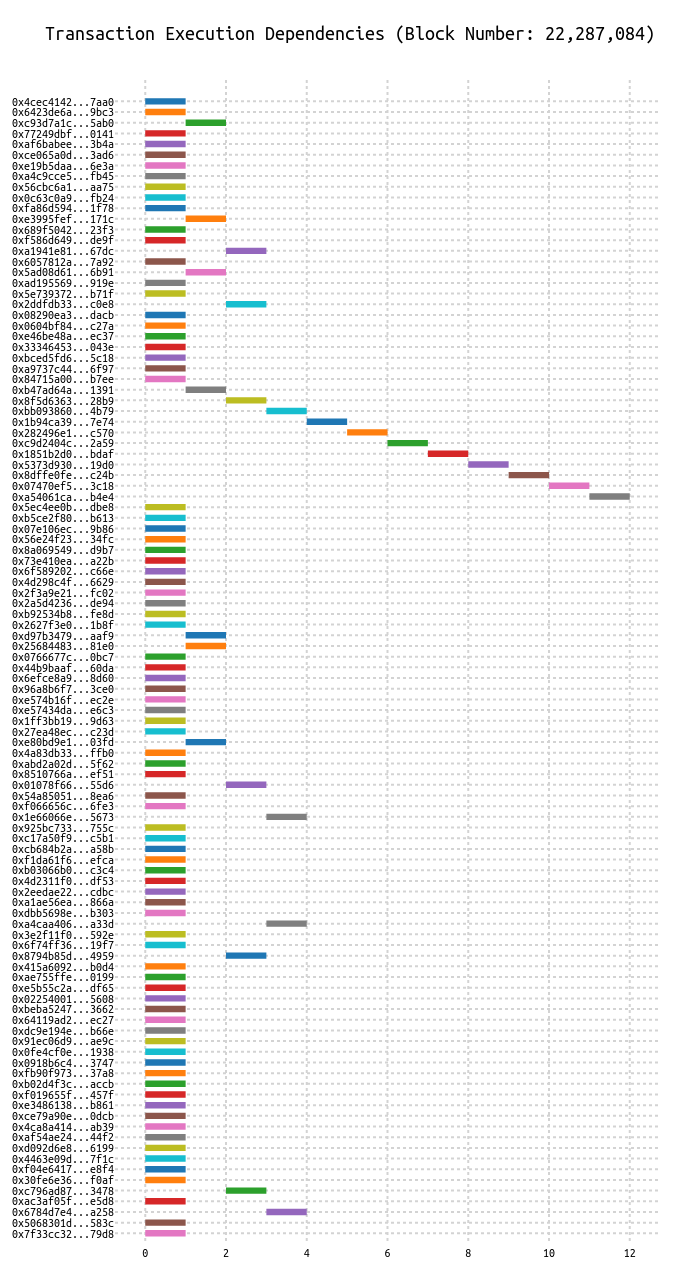 Transaction Execution Dependencies (Block Number: 22,287,084)
0x4cec4142...7aa0
0x6423de6a...9bc3
0xc93d7a1c...5ab0
0x77249dbf...0141
0xaf6babee...3b4a
0xce065a0d...3ad6
0xe19b5daa...6e3a
0xa4c9cce5...fb45
0x56cbc6a1...aa75
0x0c63c0a9...fb24
0xfa86d594...1f78
0xe3995fef...171c
0x689f5042...23f3
0xf586d649...de9f
0xa1941e81...67dc
0x6057812a...7a92
0x5ad08d61...6b91
0xad195569...919e
0x5e739372...b71f
0x2ddfdb33...c0e8
0x08290ea3...dacb
0x0604bf84...c27a
0xe46be48a...ec37
0x33346453...043e
0xbced5fd6...5c18
0xa9737c44...6f97
0x84715a00...b7ee
0xb47ad64a...1391
0x8f5d6363...28b9
0xbb093860...4b79
0x1b94ca39...7e74
0x282496e1...c570
0xc9d2404c...2a59
0x1851b2d0...bdaf
0x5373d930...19d0
0x8dffe0fe...c24b
0x07470ef5...3c18
0xa54061ca...b4e4
0x5ec4ee0b...dbe8
0xb5ce2f80...b613
0x07e106ec...9b86
0x56e24f23...34fc
0x8a069549...d9b7
0x73e410ea...a22b
0x6f589202...c66e
0x4d298c4f...6629
0x2f3a9e21...fc02
0x2a5d4236...de94
0xb92534b8...fe8d
0x2627f3e0...1b8f
0xd97b3479...aaf9
0x25684483...81e0
0x0766677c...0bc7
0x44b9baaf...60da
0x6efce8a9...8d60
0x96a8b6f7...3ce0
0xe574b16f...ec2e
0xe57434da...e6c3
0x1ff3bb19...9d63
0x27ea48ec...c23d
0xe80bd9e1...03fd
0x4a83db33...ffb0
0xabd2a02d...5f62
0x8510766a...ef51
0x01078f66...55d6
0x54a85051...8ea6
0xf066656c...6fe3
0x1e66066e...5673
0x925bc733...755c
0xc17a50f9...c5b1
0xcb684b2a...a58b
0xf1da61f6...efca
0xb03066b0...c3c4
0x4d2311f0...df53
0x2eedae22...cdbc
0xa1ae56ea...866a
0xdbb5698e...b303
0xa4caa406...a33d
0x3e2f11f0...592e
0x6f74ff36...19f7
0x8794b85d...4959
0x415a6092...b0d4
0xae755ffe...0199
0xe5b55c2a...df65
0x02254001...5608
0xbeba5247...3662
0x64119ad2...ec27
0xdc9e194e...b66e
0x91ec06d9...ae9c
0x0fe4cf0e...1938
0x0918b6c4...3747
0xfb90f973...37a8
0xb02d4f3c...accb
0xf019655f...457f
0xe3486138...b861
0xce79a90e...0dcb
0x4ca8a414...ab39
0xaf54ae24...44f2
0xd092d6e8...6199
0x4463e09d...7f1c
0xf04e6417...e8f4
0x30fe6e36...f0af
0xc796ad87...3478
0xac3af05f...e5d8
0x6784d7e4...a258
0x5068301d...583c
0x7f33cc32...79d8
0 2 4 6 8 10 12